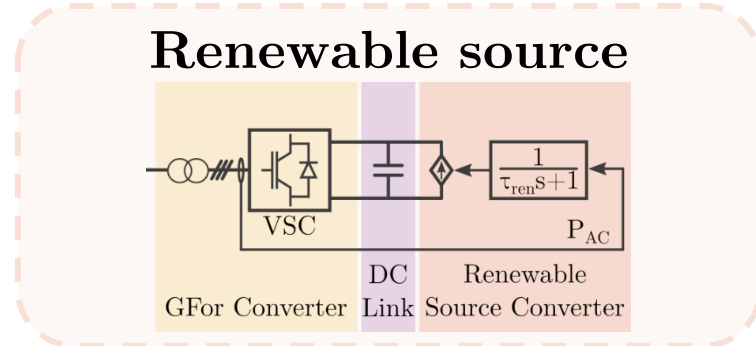 Renewable source
1
τrens+1
VSC
PAC
DC
Renewable
GFor Converter
Link
Source Converter